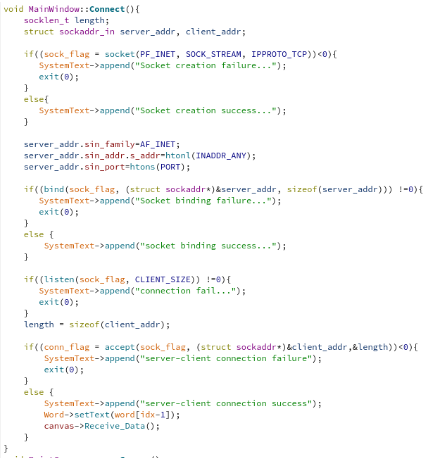 void MainWindow::Connect(){
    socklen_t length;
    struct sockaddr_in server_addr, client_addr;

    if((sock_flag = socket(PF_INET, SOCK_STREAM, IPPROTO_TCP))<0){
        SystemText->append("Socket creation failure...");
        exit(0);
    }
    else{
        SystemText->append("Socket creation success...");
    }

    server_addr.sin_family=AF_INET;
    server_addr.sin_addr.s_addr=htonl(INADDR_ANY);
    server_addr.sin_port=htons(PORT);

    if((bind(sock_flag, (struct sockaddr*)&server_addr, sizeof(server_addr))) !=0){
        SystemText->append("Socket binding failure...");
        exit(0);
    }
    else {
        SystemText->append("socket binding success...");
    }

    if((listen(sock_flag, CLIENT_SIZE)) !=0){
        SystemText->append("connection fail...");
        exit(0);
    }
    length = sizeof(client_addr);

    if((conn_flag = accept(sock_flag, (struct sockaddr*)&client_addr,&length))<0){
        SystemText->append("server-client connection failure");
        exit(0);
    }
    else {
        SystemText->append("server-client connection success");
        Word->setText(word[idx-1]);
        canvas->Receive_Data();
    }
}